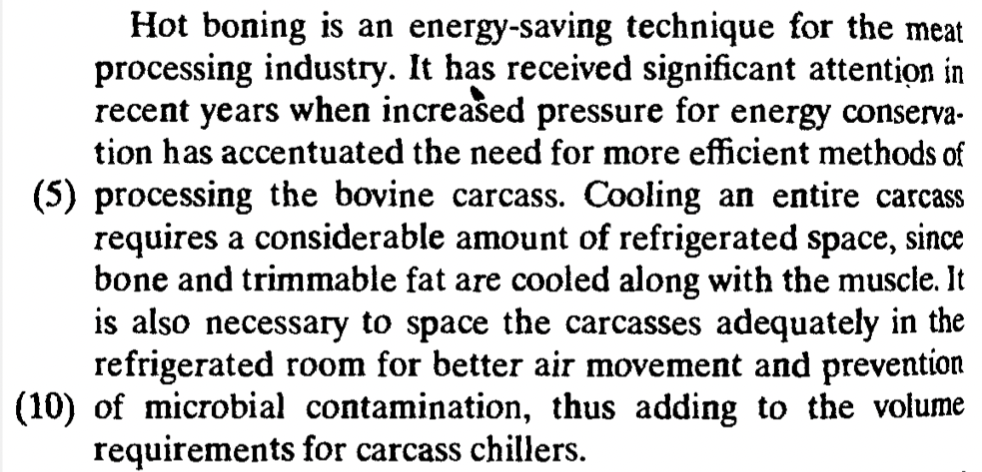 Hot boning is an energy-saving technique for the meat
processing industry. It has received significant attention in
recent years when increased pressure for energy conserva-
tion has accentuated the need for more efficient methods of
(5) processing the bovine carcass. Cooling an entire carcass
requires a considerable amount of refrigerated space, since
bone and trimmable fat are cooled along with the muscle. It
is also necessary to space the carcasses adequately in the
refrigerated room for better air movement and prevention
(10) of microbial contamination, thus adding to the volume
requirements for carcass chillers.